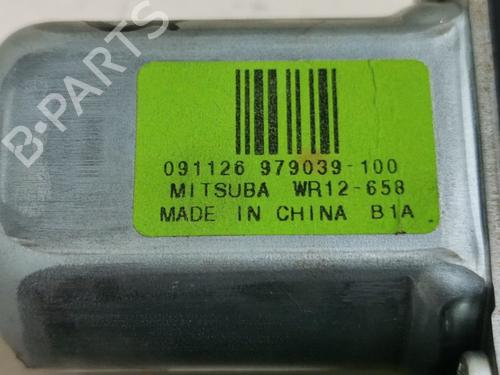 B-PARTS
091126 979039-100
MITSUBA WR12-658
MADE IN CHINA B1A